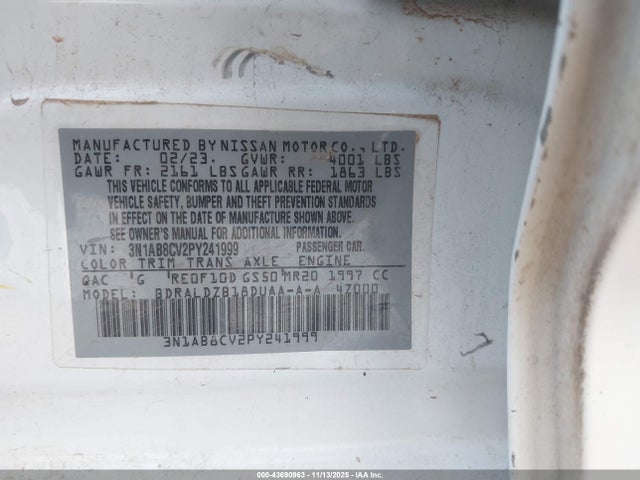 MANUFACTURED BY NISSAN MOTOR CO., LTD.
DATE: 02/23. GVWR: 4001 LBS
GAWR FR: 2161 LBS GAWR RR: 1863 LBS
THIS VEHICLE CONFORMS TO ALL APPLICABLE FEDERAL MOTOR
VEHICLE SAFETY, BUMPER AND THEFT PREVENTION STANDARDS
IN EFFECT ON THE DATE OF MANUFACTURE SHOWN ABOVE.
SEE OWNER'S MANUAL FOR ADDITIONAL INFORMATION
VIN: 3N1AB8CV2PY241999 PASSENGER CAR.
COLOR TRIM TRANS AXLE ENGINE
QAC 'G 'RE0F10D GS50 MR20 1997 CC
MODEL: BDRALDZB18DUAA-A-A 4Z000
3N1AB8CV2PY241999
000-43690963 | 11/13/2025 | IAA Inc.